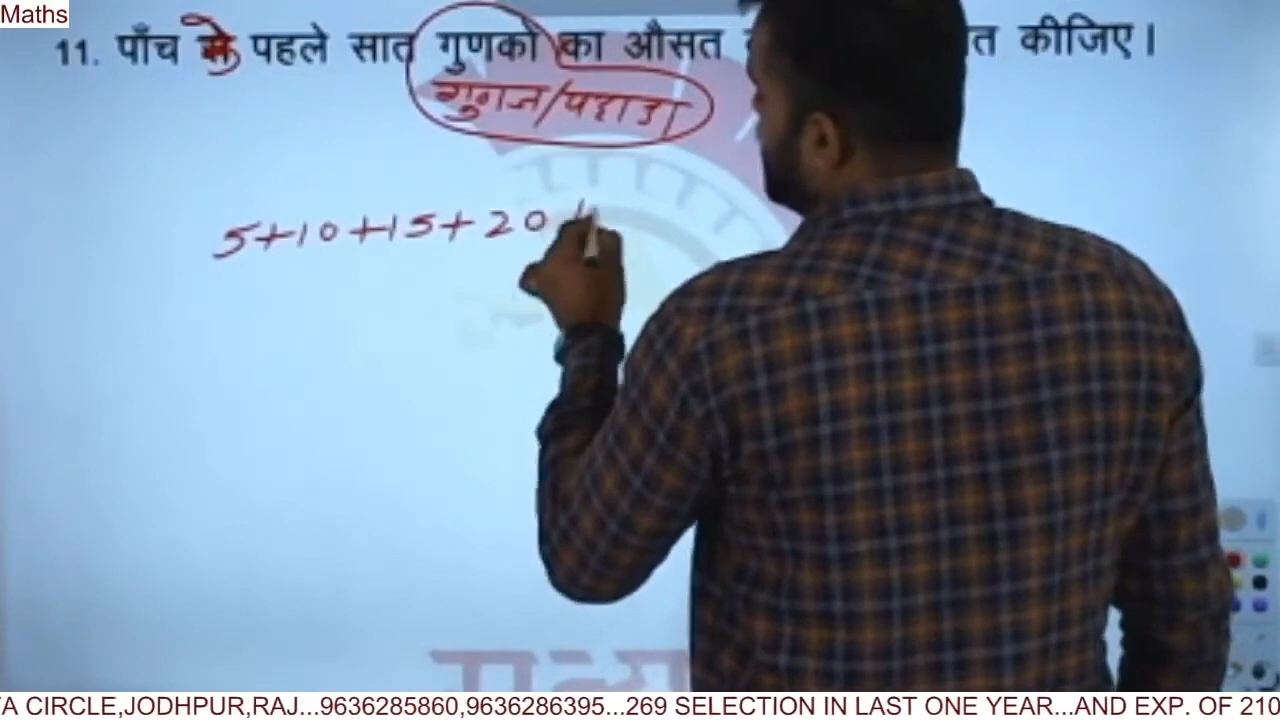 Maths
11. पाँच से पहले सात गुणकों का औसत त कीजिए।
गुणज/पहाडा
5+10+15+20+
TA CIRCLE,JODHPUR,RAJ...9636285860,9636286395...269 SELECTION IN LAST ONE YEAR...AND EXP. OF 210